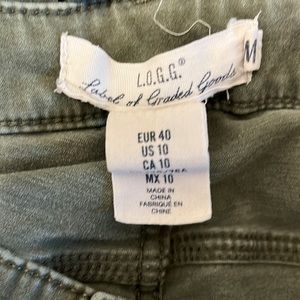 L.O.G.G.®
Label of Graded Goods
M
EUR 40
US 10
CA 10
MX 10
MADE IN
CHINA
FABRIQUÉ EN
CHINE